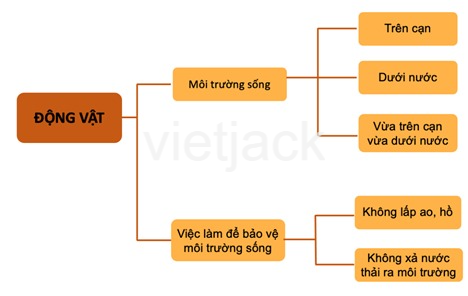 Trên cạn
Môi trường sống
Dưới nước
Vừa trên cạn
vừa dưới nước
ĐỘNG VẬT
vietjack
Việc làm để bảo vệ
môi trường sống
Không lấp ao, hồ
Không xả nước
thải ra môi trường